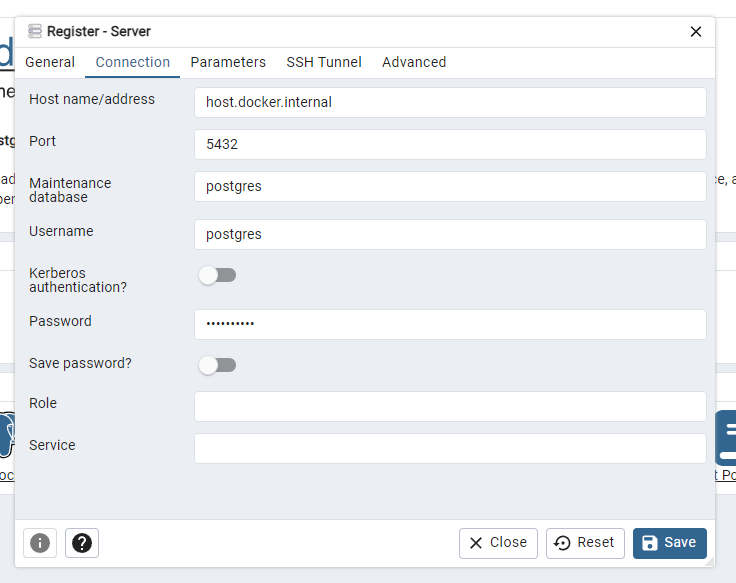 Register - Server
General Connection Parameters SSH Tunnel Advanced
Host name/address host.docker.internal
Port 5432
Maintenance
database postgres
Username postgres
Kerberos
authentication?
Password ••••••••••
Save password?
Role
Service
Close Reset Save